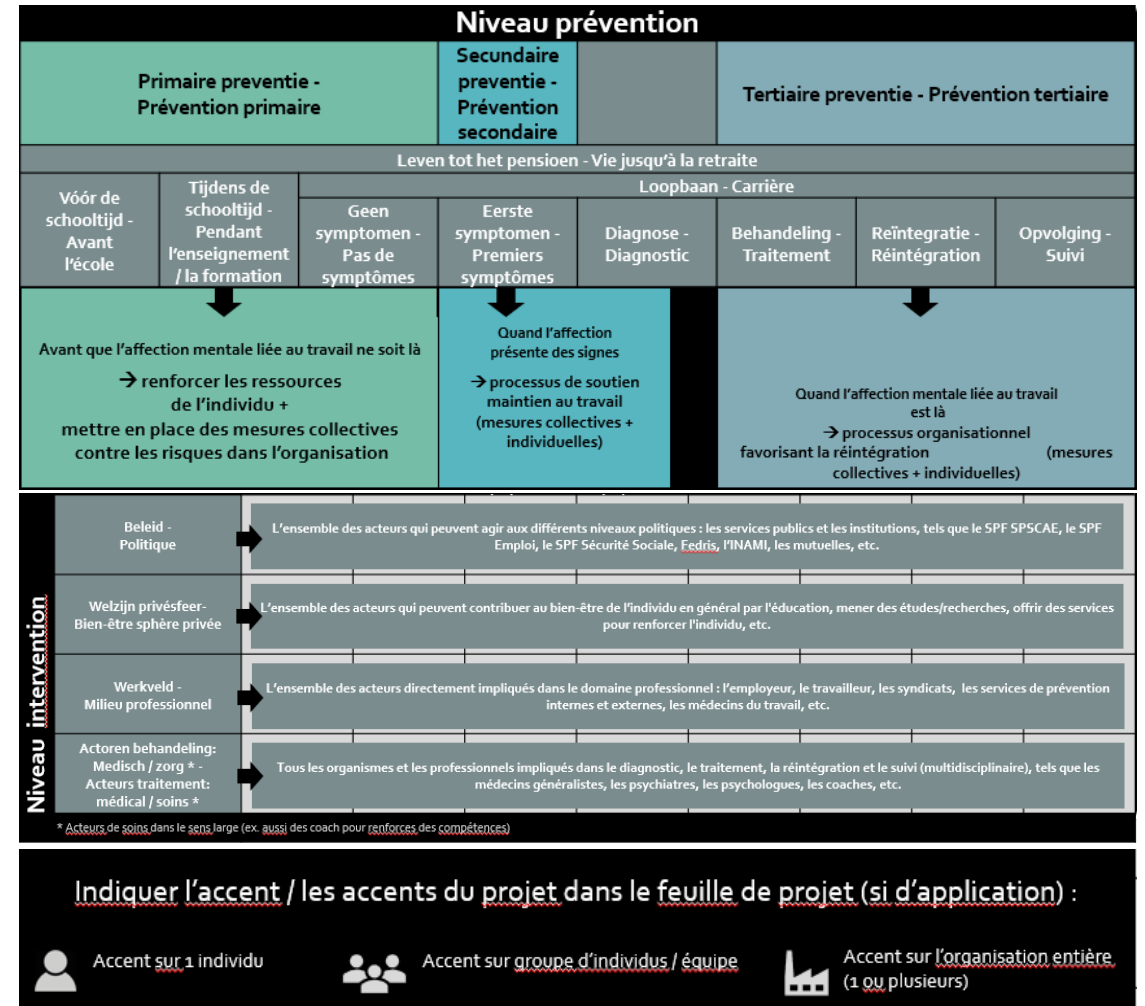 Niveau prévention
Primaire preventie -
Prévention primaire
Secundaire
preventie -
Prévention
secondaire
Tertiaire preventie - Prévention tertiaire
Leven tot het pensioen - Vie jusqu'à la retraite
Vóór de
schooltijd -
Avant
l'école
Tijdens de
schooltijd -
Pendant
l'enseignement
/ la formation
Loopbaan - Carrière
Geen
symptomen -
Pas de
symptômes
Eerste
symptomen -
Premiers
symptômes
Diagnose -
Diagnostic
Behandeling -
Traitement
Reïntegratie -
Réintégration
Opvolging -
Suivi
Avant que l'affection mentale liée au travail ne soit là
→ renforcer les ressources
de l'individu +
mettre en place des mesures collectives
contre les risques dans l'organisation
Quand l'affection
présente des signes
→ processus de soutien
maintien au travail
(mesures collectives +
individuelles)
Quand l'affection mentale liée au travail
est là
→ processus organisationnel
favorisant la réintégration (mesures
collectives + individuelles)
Niveau intervention
Beleid -
Politique
L'ensemble des acteurs qui peuvent agir aux différents niveaux politiques : les services publics et les institutions, tels que le SPF SPSCAE, le SPF
Emploi, le SPF Sécurité Sociale, Fedris, l'INAMI, les mutuelles, etc.
Welzijn privésfeer-
Bien-être sphère privée
L'ensemble des acteurs qui peuvent contribuer au bien-être de l'individu en général par l'éducation, mener des études/recherches, offrir des services
pour renforcer l'individu, etc.
Werkveld -
Milieu professionnel
L'ensemble des acteurs directement impliqués dans le domaine professionnel : l'employeur, le travailleur, les syndicats, les services de prévention
internes et externes, les médecins du travail, etc.
Actoren behandeling:
Medisch / zorg * -
Acteurs traitement:
médical / soins *
Tous les organismes et les professionnels impliqués dans le diagnostic, le traitement, la réintégration et le suivi (multidisciplinaire), tels que les
médecins généralistes, les psychiatres, les psychologues, les coaches, etc.
* Acteurs de soins dans le sens large (ex. aussi des coach pour renforces des compétences)
Indiquer l'accent / les accents du projet dans le feuille de projet (si d'application) :
Accent sur 1 individu
Accent sur groupe d'individus / équipe
Accent sur l'organisation entière
(1 ou plusieurs)